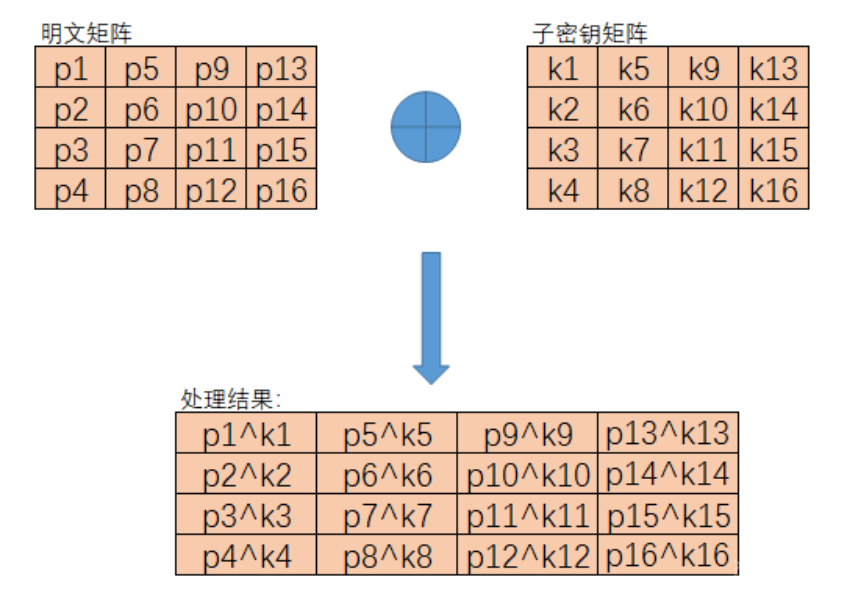 明文矩阵
子密钥矩阵
p1 p5 p9 p13
p2 p6 p10 p14
p3 p7 p11 p15
p4 p8 p12 p16
k1 k5 k9 k13
k2 k6 k10 k14
k3 k7 k11 k15
k4 k8 k12 k16
处理结果:
p1^k1 p5^k5 p9^k9 p13^k13
p2^k2 p6^k6 p10^k10 p14^k14
p3^k3 p7^k7 p11^k11 p15^k15
p4^k4 p8^k8 p12^k12 p16^k16